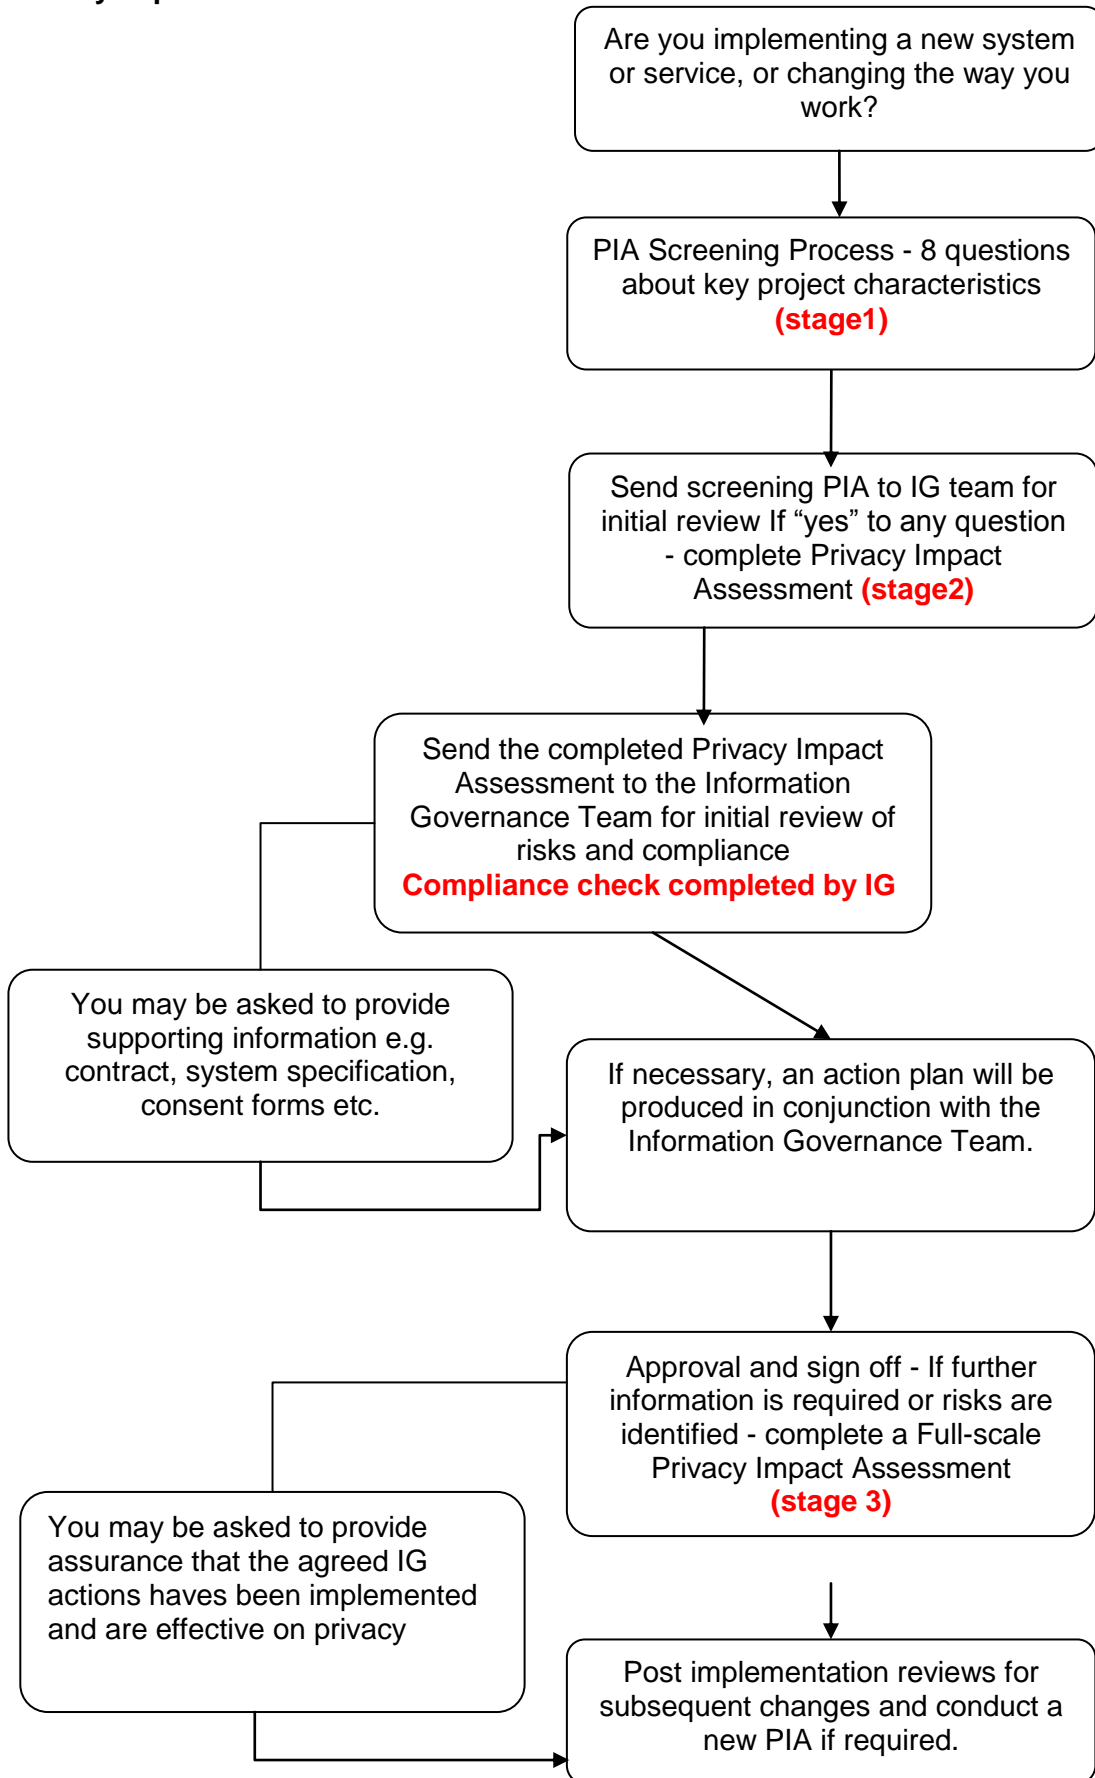 Are you implementing a new system
or service, or changing the way you
work?
PIA Screening Process - 8 questions
about key project characteristics
(stage1)
Send screening PIA to IG team for
initial review If “yes” to any question
- complete Privacy Impact
Assessment (stage2)
Send the completed Privacy Impact
Assessment to the Information
Governance Team for initial review of
risks and compliance
Compliance check completed by IG
You may be asked to provide
supporting information e.g.
contract, system specification,
consent forms etc.
If necessary, an action plan will be
produced in conjunction with the
Information Governance Team.
Approval and sign off - If further
information is required or risks are
identified - complete a Full-scale
Privacy Impact Assessment
(stage 3)
You may be asked to provide
assurance that the agreed IG
actions haves been implemented
and are effective on privacy
Post implementation reviews for
subsequent changes and conduct a
new PIA if required.